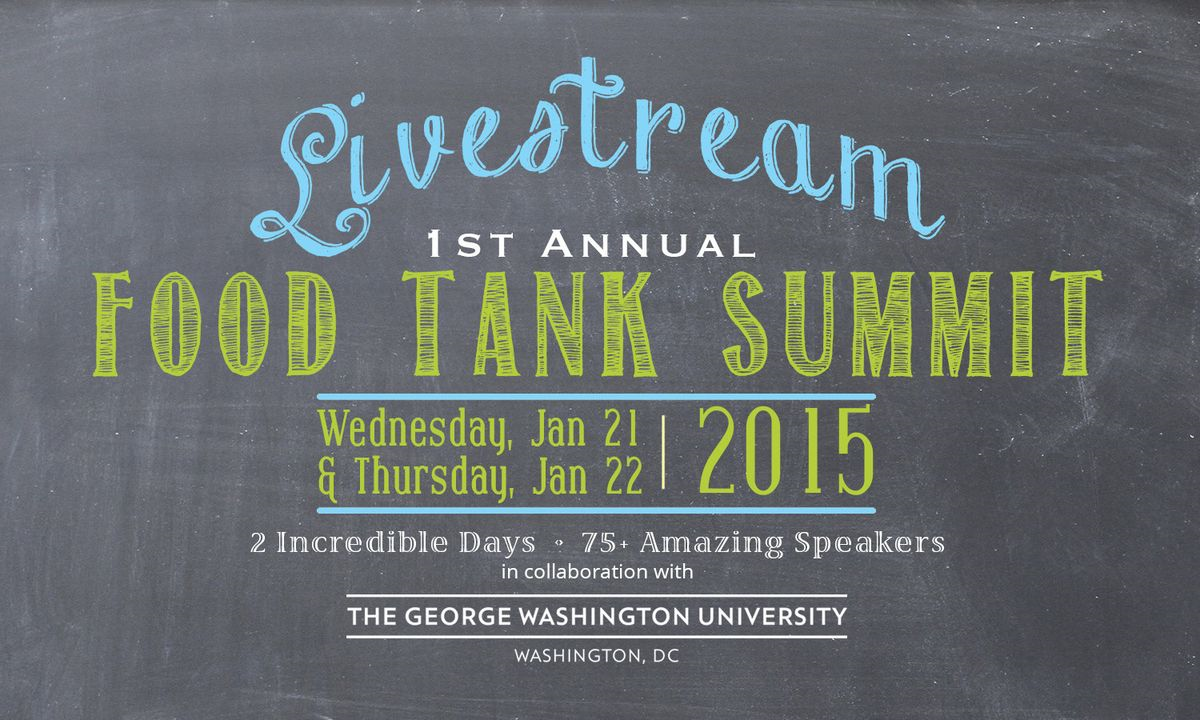 Livestream
1st Annual
FOOD TANK SUMMIT
Wednesday, Jan 21
& Thursday, Jan 22
2015
2 Incredible Days • 75+ Amazing Speakers
in collaboration with
THE GEORGE WASHINGTON UNIVERSITY
WASHINGTON, DC